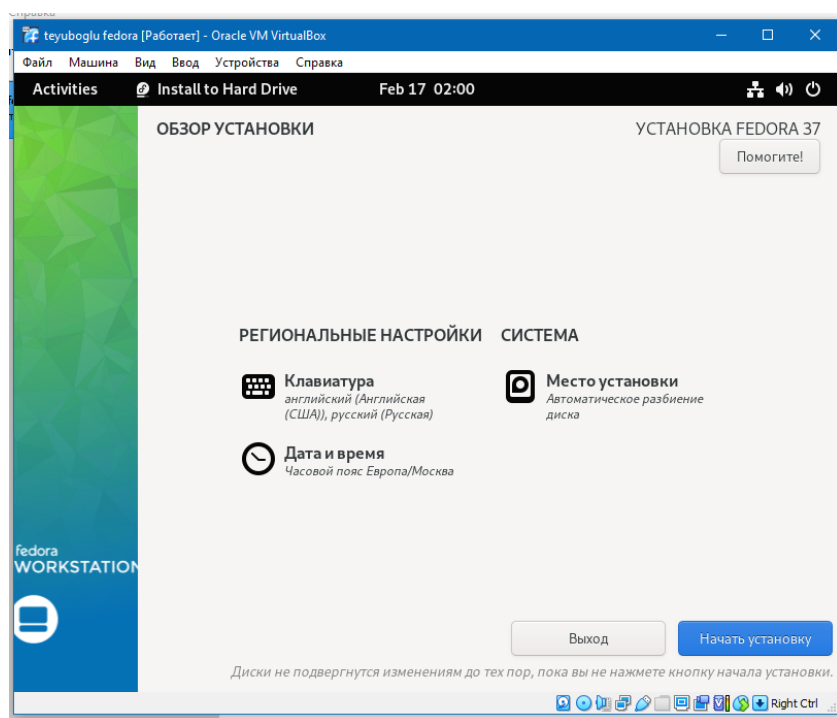 Справка
teyuboglu fedora [Работает] - Oracle VM VirtualBox
Файл Машина Вид Ввод Устройства Справка
Activities Install to Hard Drive Feb 17 02:00
ОБЗОР УСТАНОВКИ
УСТАНОВКА FEDORA 37
Помогите!
РЕГИОНАЛЬНЫЕ НАСТРОЙКИ
Клавиатура
английский (Английская
(США)), русский (Русская)
Дата и время
Часовой пояс Европа/Москва
СИСТЕМА
Место установки
Автоматическое разбиение
диска
fedora
WORKSTATION
Выход
Начать установку
Диски не подвергнутся изменениям до тех пор, пока вы не нажмете кнопку начала установки.
Right Ctrl